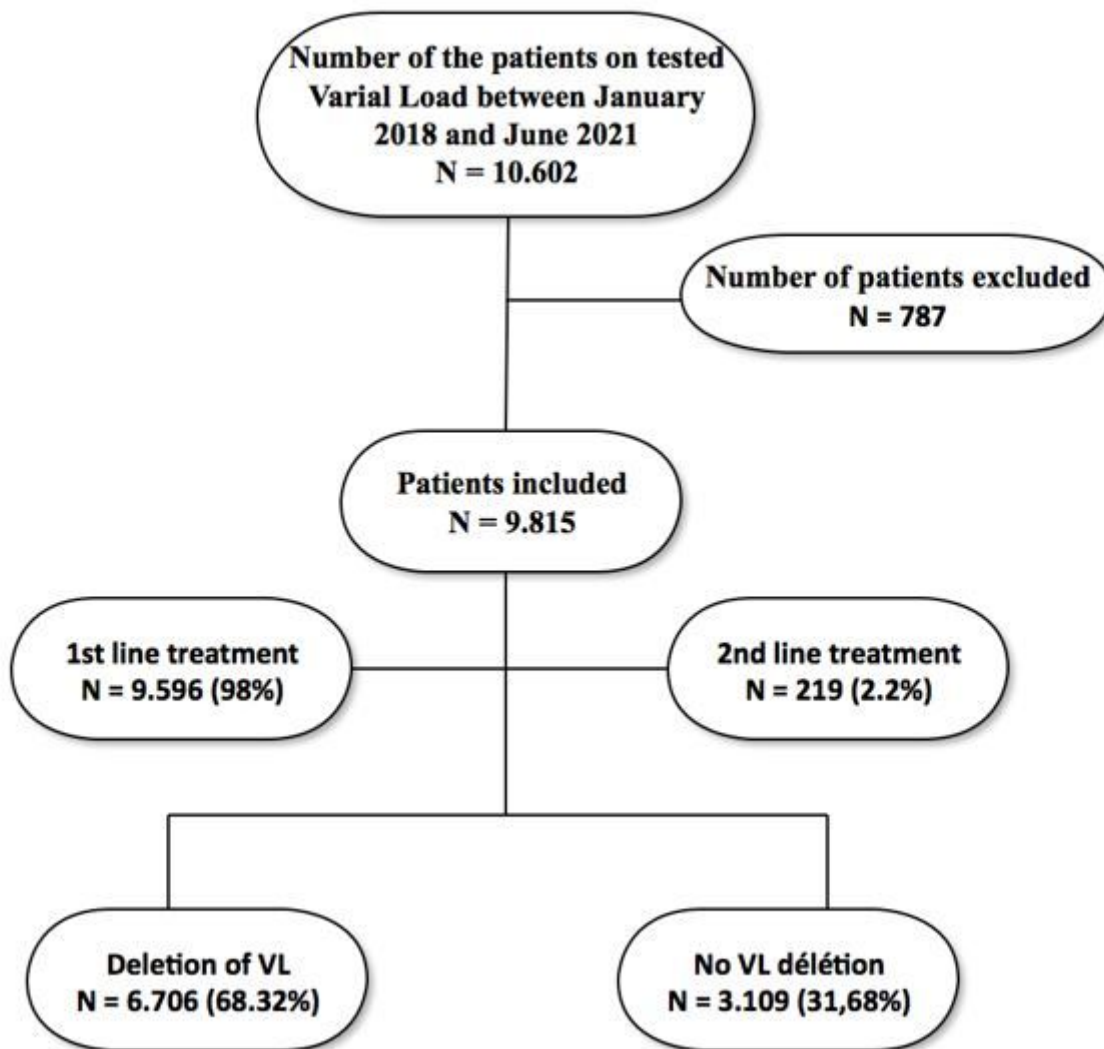 Number of the patients on tested
Varial Load between January
2018 and June 2021
N = 10.602
Number of patients excluded
N = 787
Patients included
N = 9.815
1st line treatment
N = 9.596 (98%)
2nd line treatment
N = 219 (2.2%)
Deletion of VL
N = 6.706 (68.32%)
No VL délétion
N = 3.109 (31,68%)